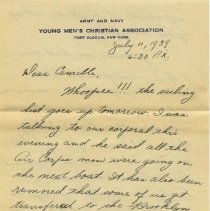 ARMY AND NAVY
YOUNG MEN'S CHRISTIAN ASSOCIATION
FORT SLOCUM, NEW YORK
July 11, 1939
6:30 P.M.
Dear Camille,
Whoopee!!! the sailing
list goes up tomorrow. I was
talking to our corporal this
evening and he said all the
Air Corps men were going on
the next boat. It has also been
rumored that some of us get
transferred to the Brooklyn